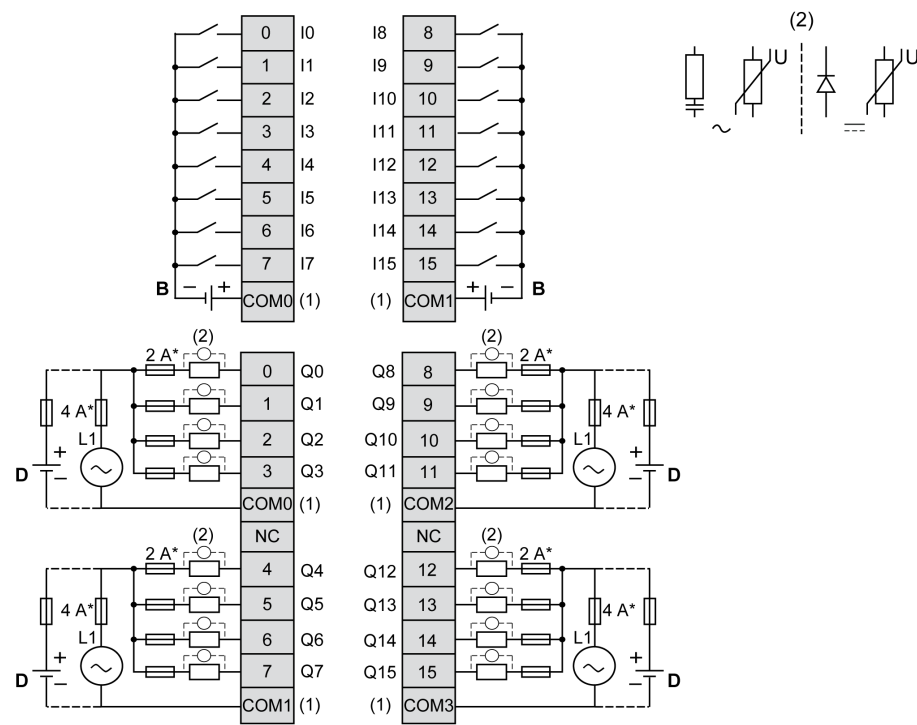 (2)
IU IU
0 I0 I8 8
1 I1 I9 9
2 I2 I10 10
3 I3 I11 11
4 I4 I12 12
5 I5 I13 13
6 I6 I14 14
7 I7 I15 15
B − + COM0 (1) (1) COM1 + − B
(2) (2)
2 A* 0 Q0 Q8 8 2 A*
4 A* 1 Q1 Q9 9 4 A*
L1 2 Q2 Q10 10 L1
D + − 3 Q3 Q11 11 + − D
COM0 (1) (1) COM2
NC NC
(2) (2)
2 A* 4 Q4 Q12 12 2 A*
4 A* 5 Q5 Q13 13 4 A*
L1 6 Q6 Q14 14 L1
D + − 7 Q7 Q15 15 + − D
COM1 (1) (1) COM3